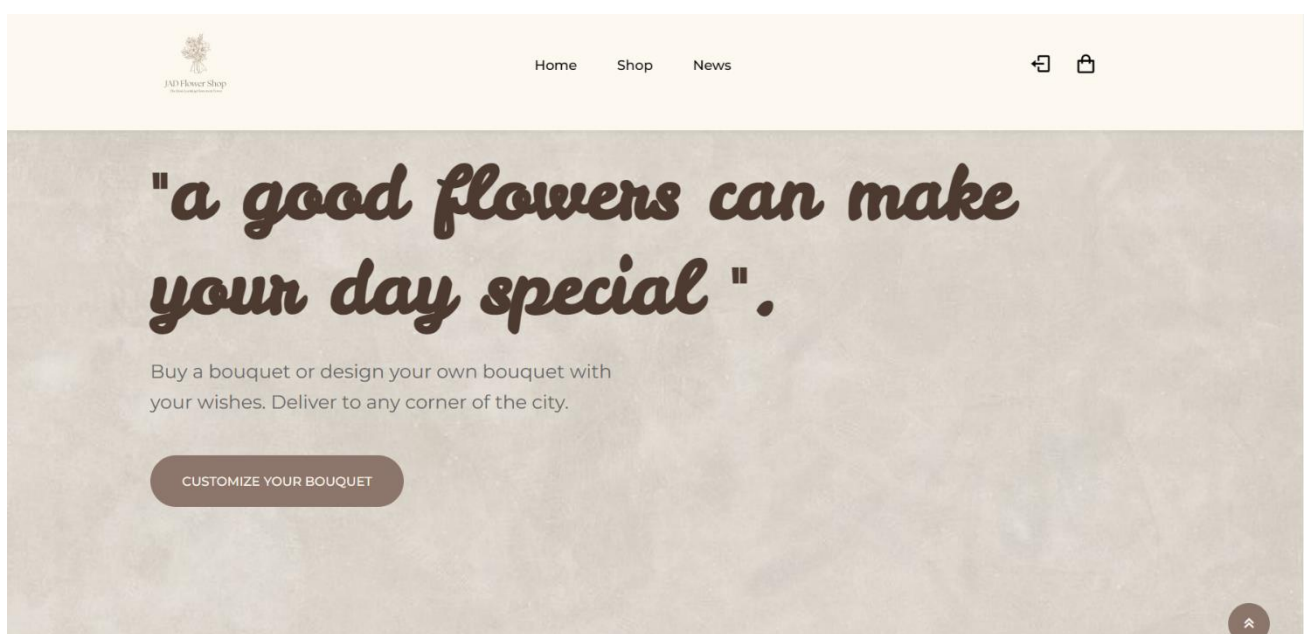 JAD Flower Shop
Home Shop News
"a good flowers can make
your day special ".
Buy a bouquet or design your own bouquet with
your wishes. Deliver to any corner of the city.
CUSTOMIZE YOUR BOUQUET